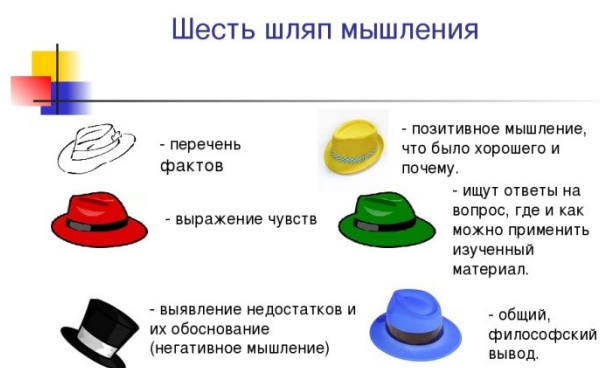 Шесть шляп мышления
- перечень
фактов
- позитивное мышление,
что было хорошего и
почему.
- выражение чувств
- ищут ответы на
вопрос, где и как
можно применить
изученный
материал.
- выявление недостатков и
их обоснование
(негативное мышление)
- общий,
философский
вывод.